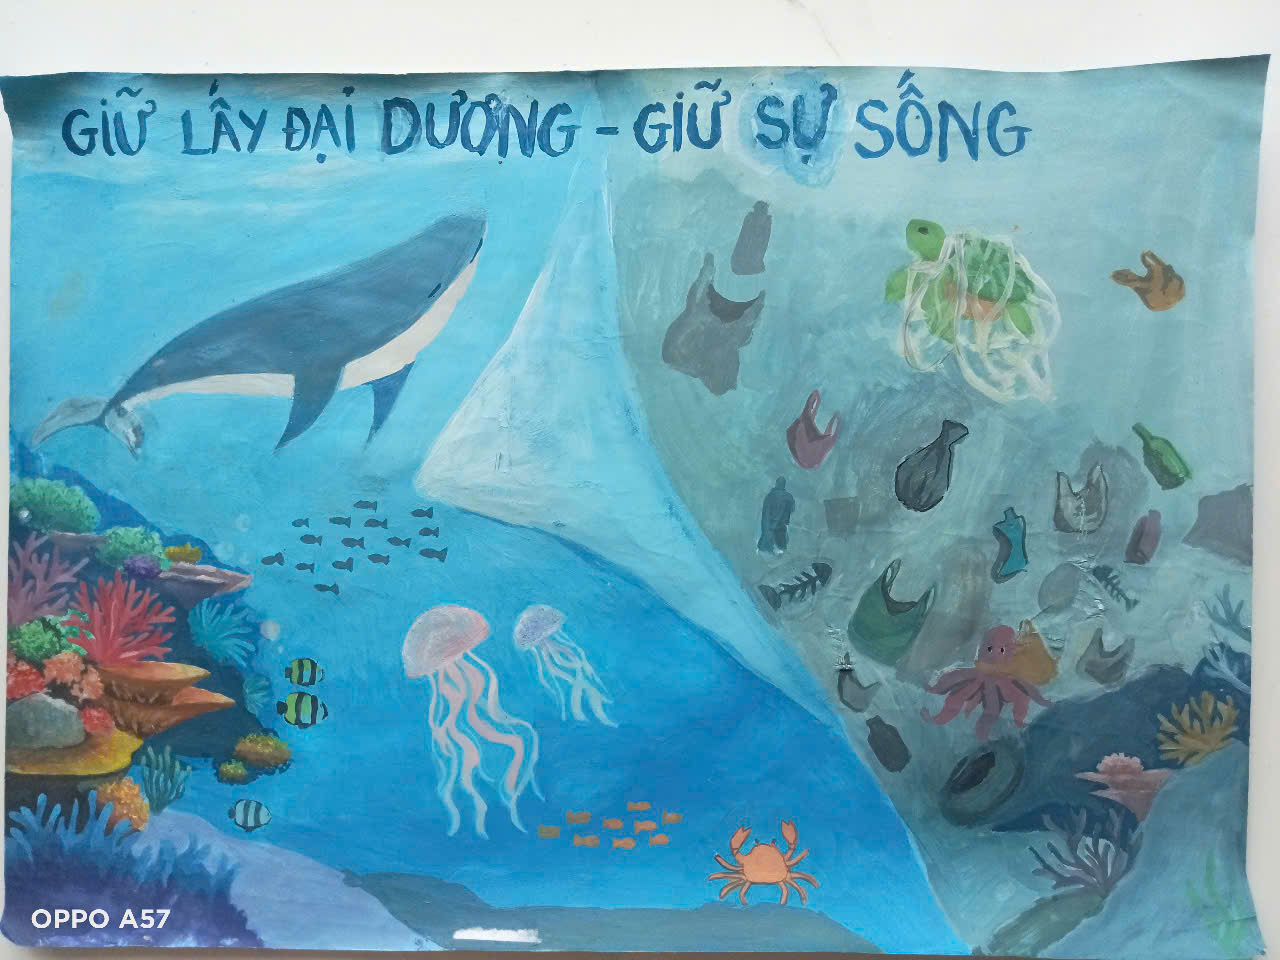 GIỮ LẤY ĐẠI DƯƠNG - GIỮ SỰ SỐNG
OPPO A57